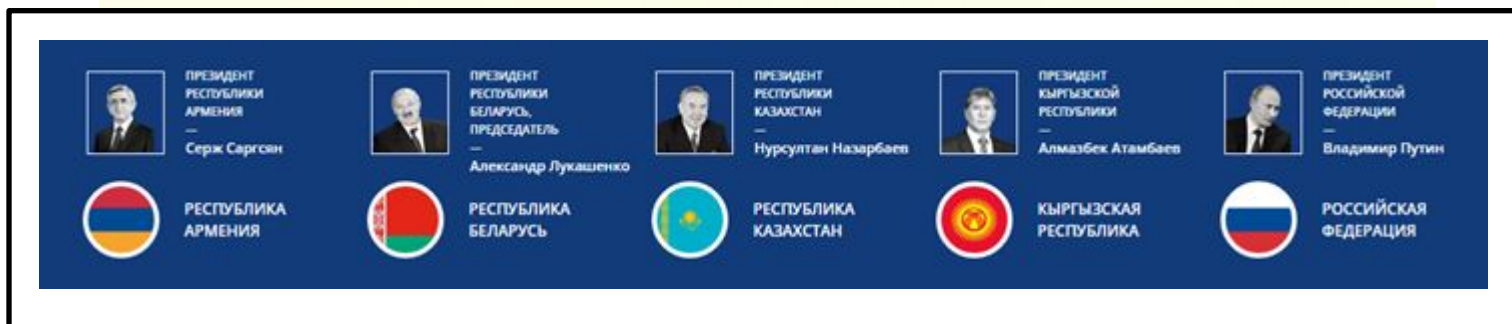 ПРЕЗИДЕНТ
РЕСПУБЛИКИ
АРМЕНИЯ
—
Серж Саргсян
ПРЕЗИДЕНТ
РЕСПУБЛИКИ
БЕЛАРУСЬ,
ПРЕДСЕДАТЕЛЬ
—
Александр Лукашенко
ПРЕЗИДЕНТ
РЕСПУБЛИКИ
КАЗАХСТАН
—
Нурсултан Назарбаев
ПРЕЗИДЕНТ
КЫРГЫЗСКОЙ
РЕСПУБЛИКИ
—
Алмазбек Атамбаев
ПРЕЗИДЕНТ
РОССИЙСКОЙ
ФЕДЕРАЦИИ
—
Владимир Путин
РЕСПУБЛИКА
АРМЕНИЯ
РЕСПУБЛИКА
БЕЛАРУСЬ
РЕСПУБЛИКА
КАЗАХСТАН
КЫРГЫЗСКАЯ
РЕСПУБЛИКА
РОССИЙСКАЯ
ФЕДЕРАЦИЯ